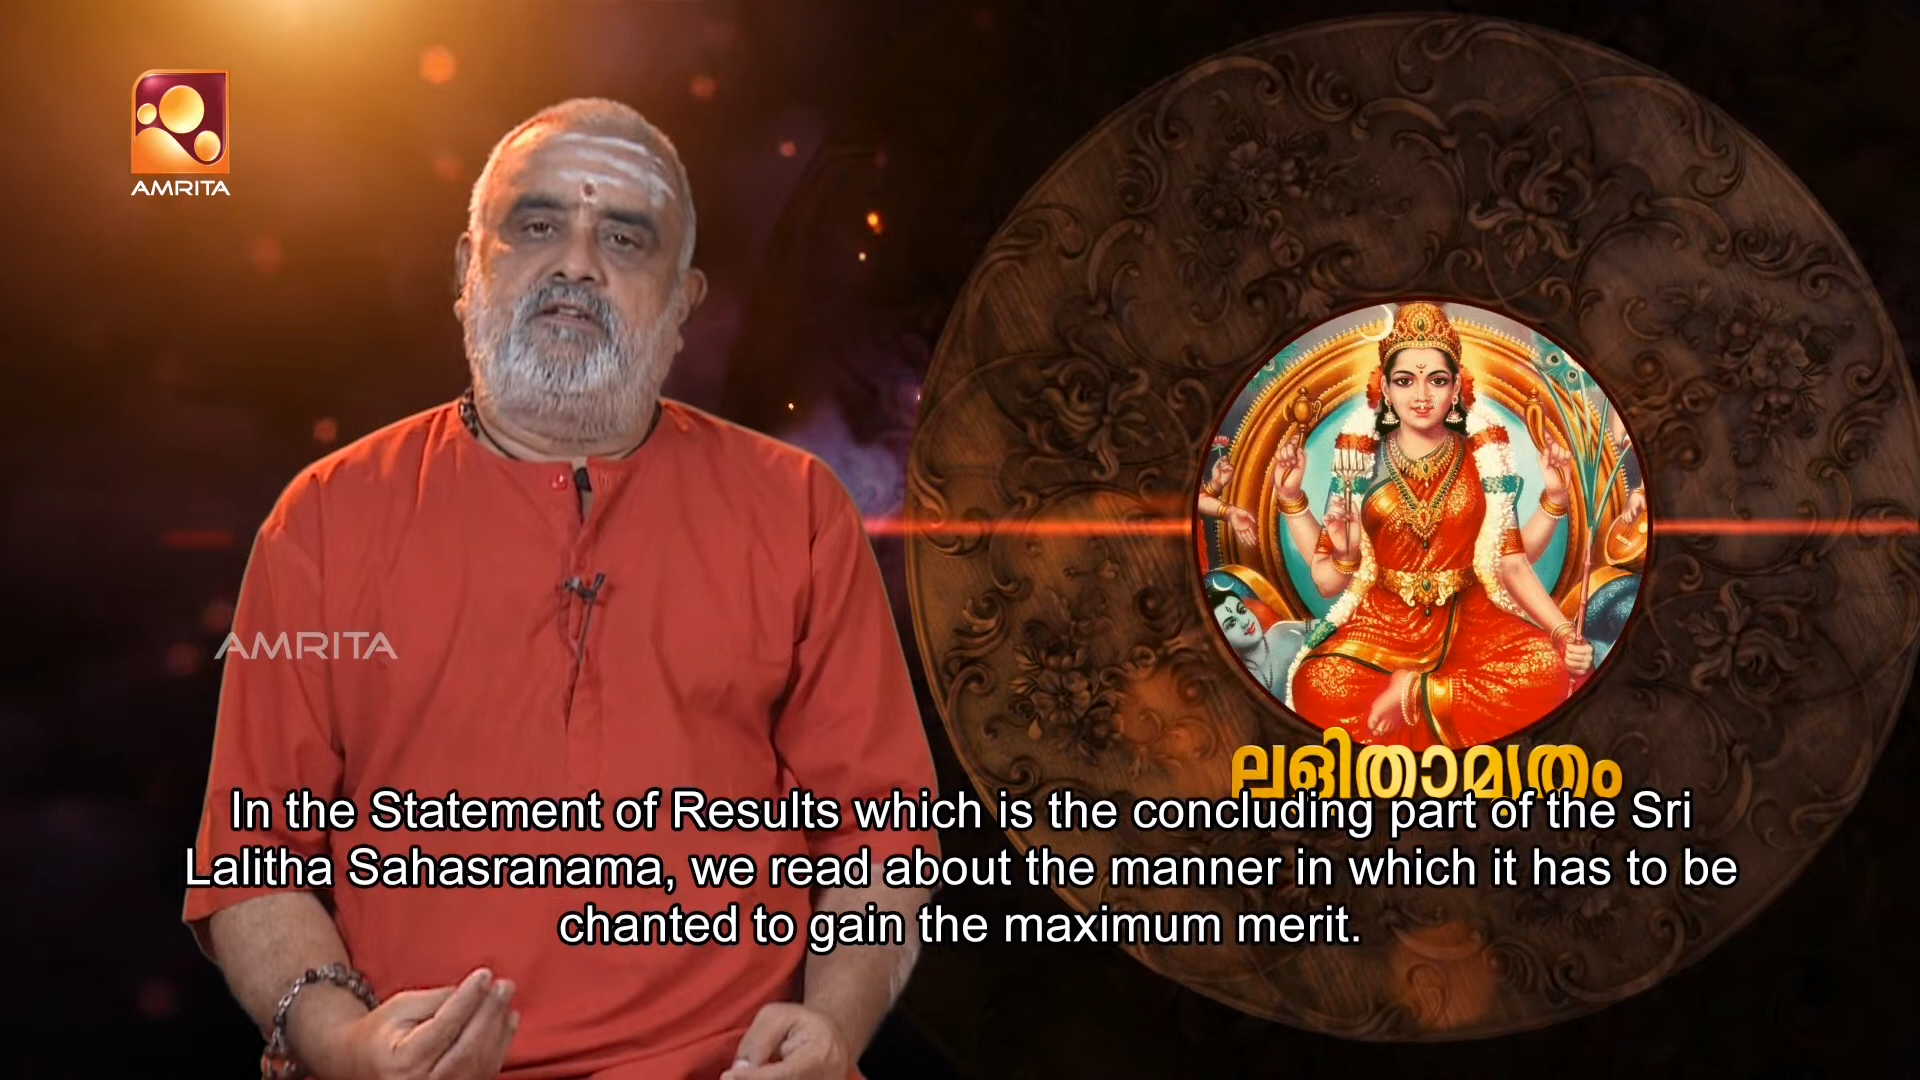 AMRITA
AMRITA
ലളിതാമൃതം
In the Statement of Results which is the concluding part of the Sri
Lalitha Sahasranama, we read about the manner in which it has to be
chanted to gain the maximum merit.